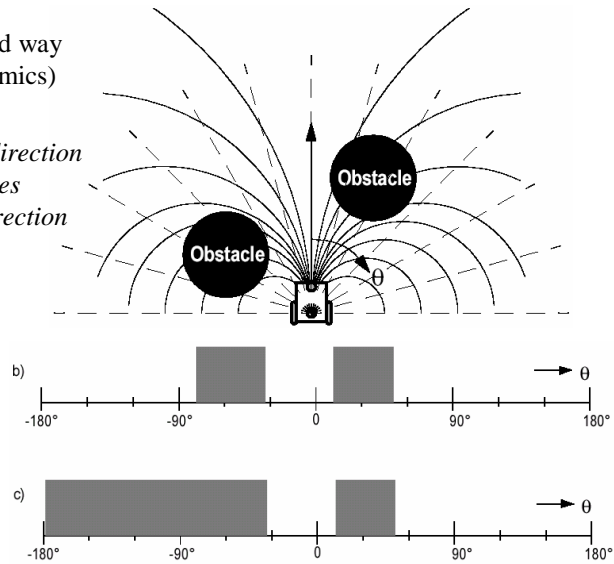 d way
mics)
direction
es
rection
Obstacle
Obstacle
θ
b)
θ
-180°
-90°
0
90°
180°
c)
θ
-180°
-90°
0
90°
180°